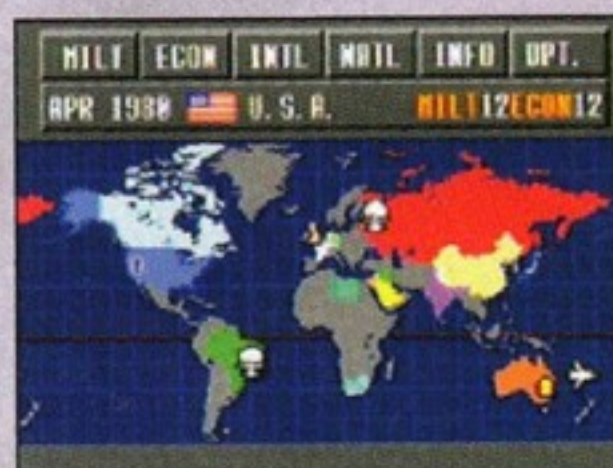 MILT ECON INTL NATL INFO OPT.
APR 1980 U.S.A. MILT12ECON12